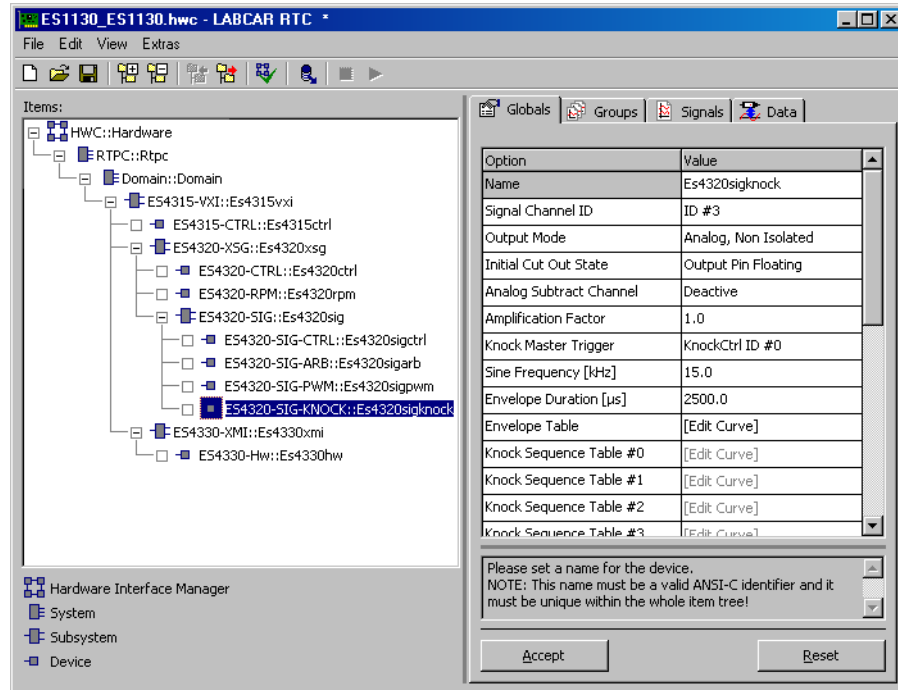 ES1130_ES1130.hwc - LABCAR RTC *
File Edit View Extras
Items:
HWC::Hardware
RTPC::Rtpc
Domain::Domain
ES4315-VXI::Es4315vxi
ES4315-CTRL::Es4315ctrl
ES4320-XSG::Es4320xsg
ES4320-CTRL::Es4320ctrl
ES4320-RPM::Es4320rpm
ES4320-SIG::Es4320sig
ES4320-SIG-CTRL::Es4320sigctrl
ES4320-SIG-ARB::Es4320sigarb
ES4320-SIG-PWM::Es4320sigpwm
ES4320-SIG-KNOCK::Es4320sigknock
ES4330-XMI::Es4330xmi
ES4330-Hw::Es4330hw
Hardware Interface Manager
System
Subsystem
Device
Globals Groups Signals Data
Option Value
Name Es4320sigknock
Signal Channel ID ID #3
Output Mode Analog, Non Isolated
Initial Cut Out State Output Pin Floating
Analog Subtract Channel Deactive
Amplification Factor 1.0
Knock Master Trigger KnockCtrl ID #0
Sine Frequency [kHz] 15.0
Envelope Duration [µs] 2500.0
Envelope Table [Edit Curve]
Knock Sequence Table #0 [Edit Curve]
Knock Sequence Table #1 [Edit Curve]
Knock Sequence Table #2 [Edit Curve]
Knock Sequence Table #3 [Edit Curve]
Please set a name for the device.
NOTE: This name must be a valid ANSI-C identifier and it
must be unique within the whole item tree!
Accept Reset